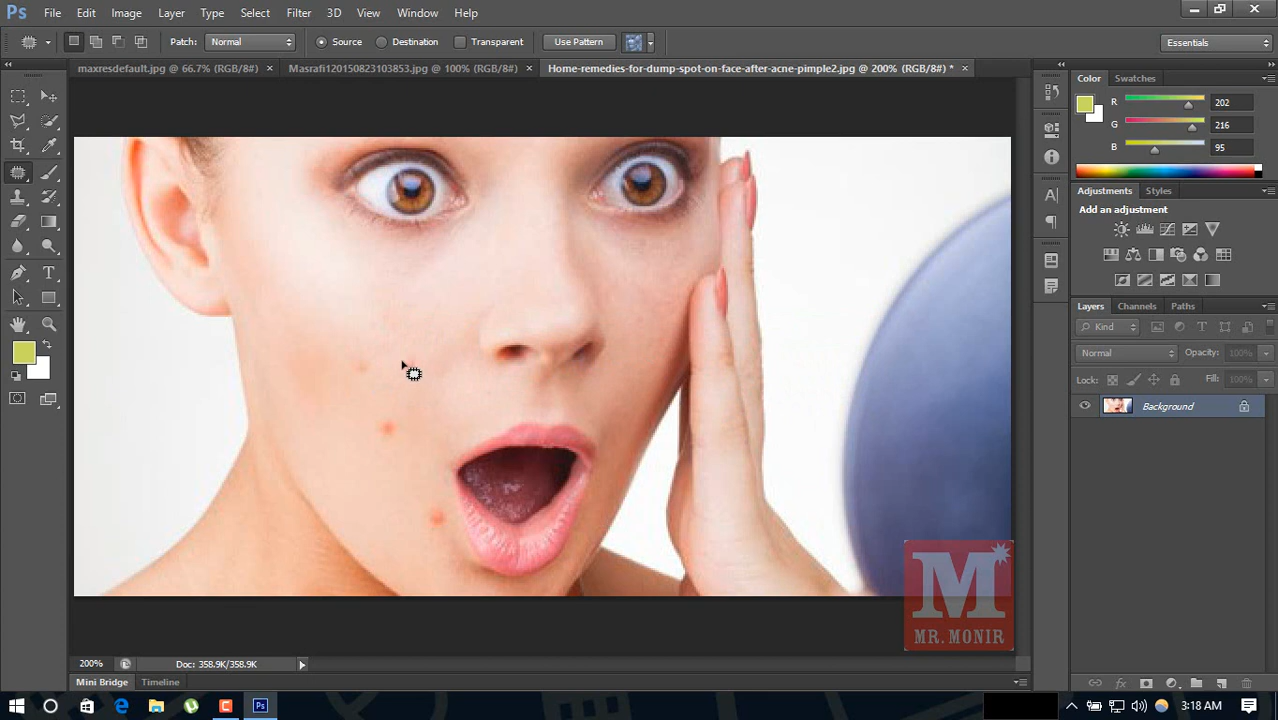 Ps File Edit Image Layer Type Select Filter 3D View Window Help
Patch: Normal Source Destination Transparent Use Pattern Essentials
maxresdefault.jpg @ 66.7% (RGB/8#) × Masrafi120150823103853.jpg @ 100% (RGB/8#) × Home-remedies-for-dump-spot-on-face-after-acne-pimple2.jpg @ 200% (RGB/8#) * ×
Color Swatches
R 202
G 216
B 95
Adjustments Styles
Add an adjustment
Layers Channels Paths
Kind
Normal Opacity: 100%
Lock: Fill: 100%
Background
M
MR. MONIR
200% Doc: 358.9K/358.9K
Mini Bridge Timeline
3:18 AM